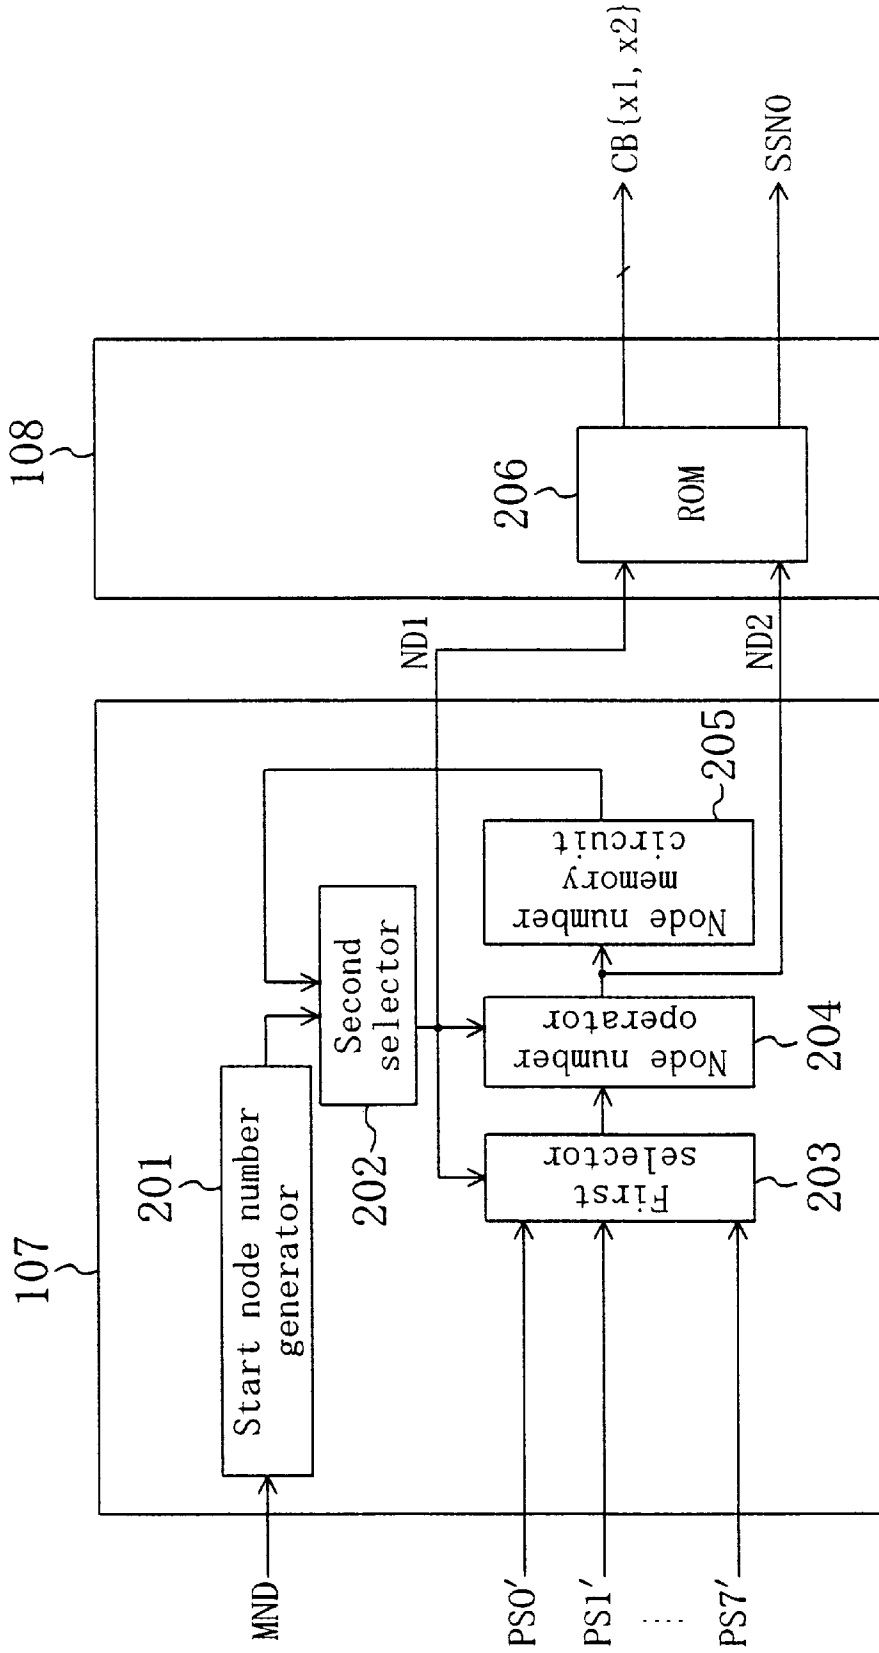 107
108
201
Start node number
generator
MND
Second
selector
202
ND1
206
ROM
CB{x1, x2}
SSNO
PS0′
PS1′
.....
PS7′
First
selector
203
Node number
operator
204
Node number
memory
circuit
205
ND2